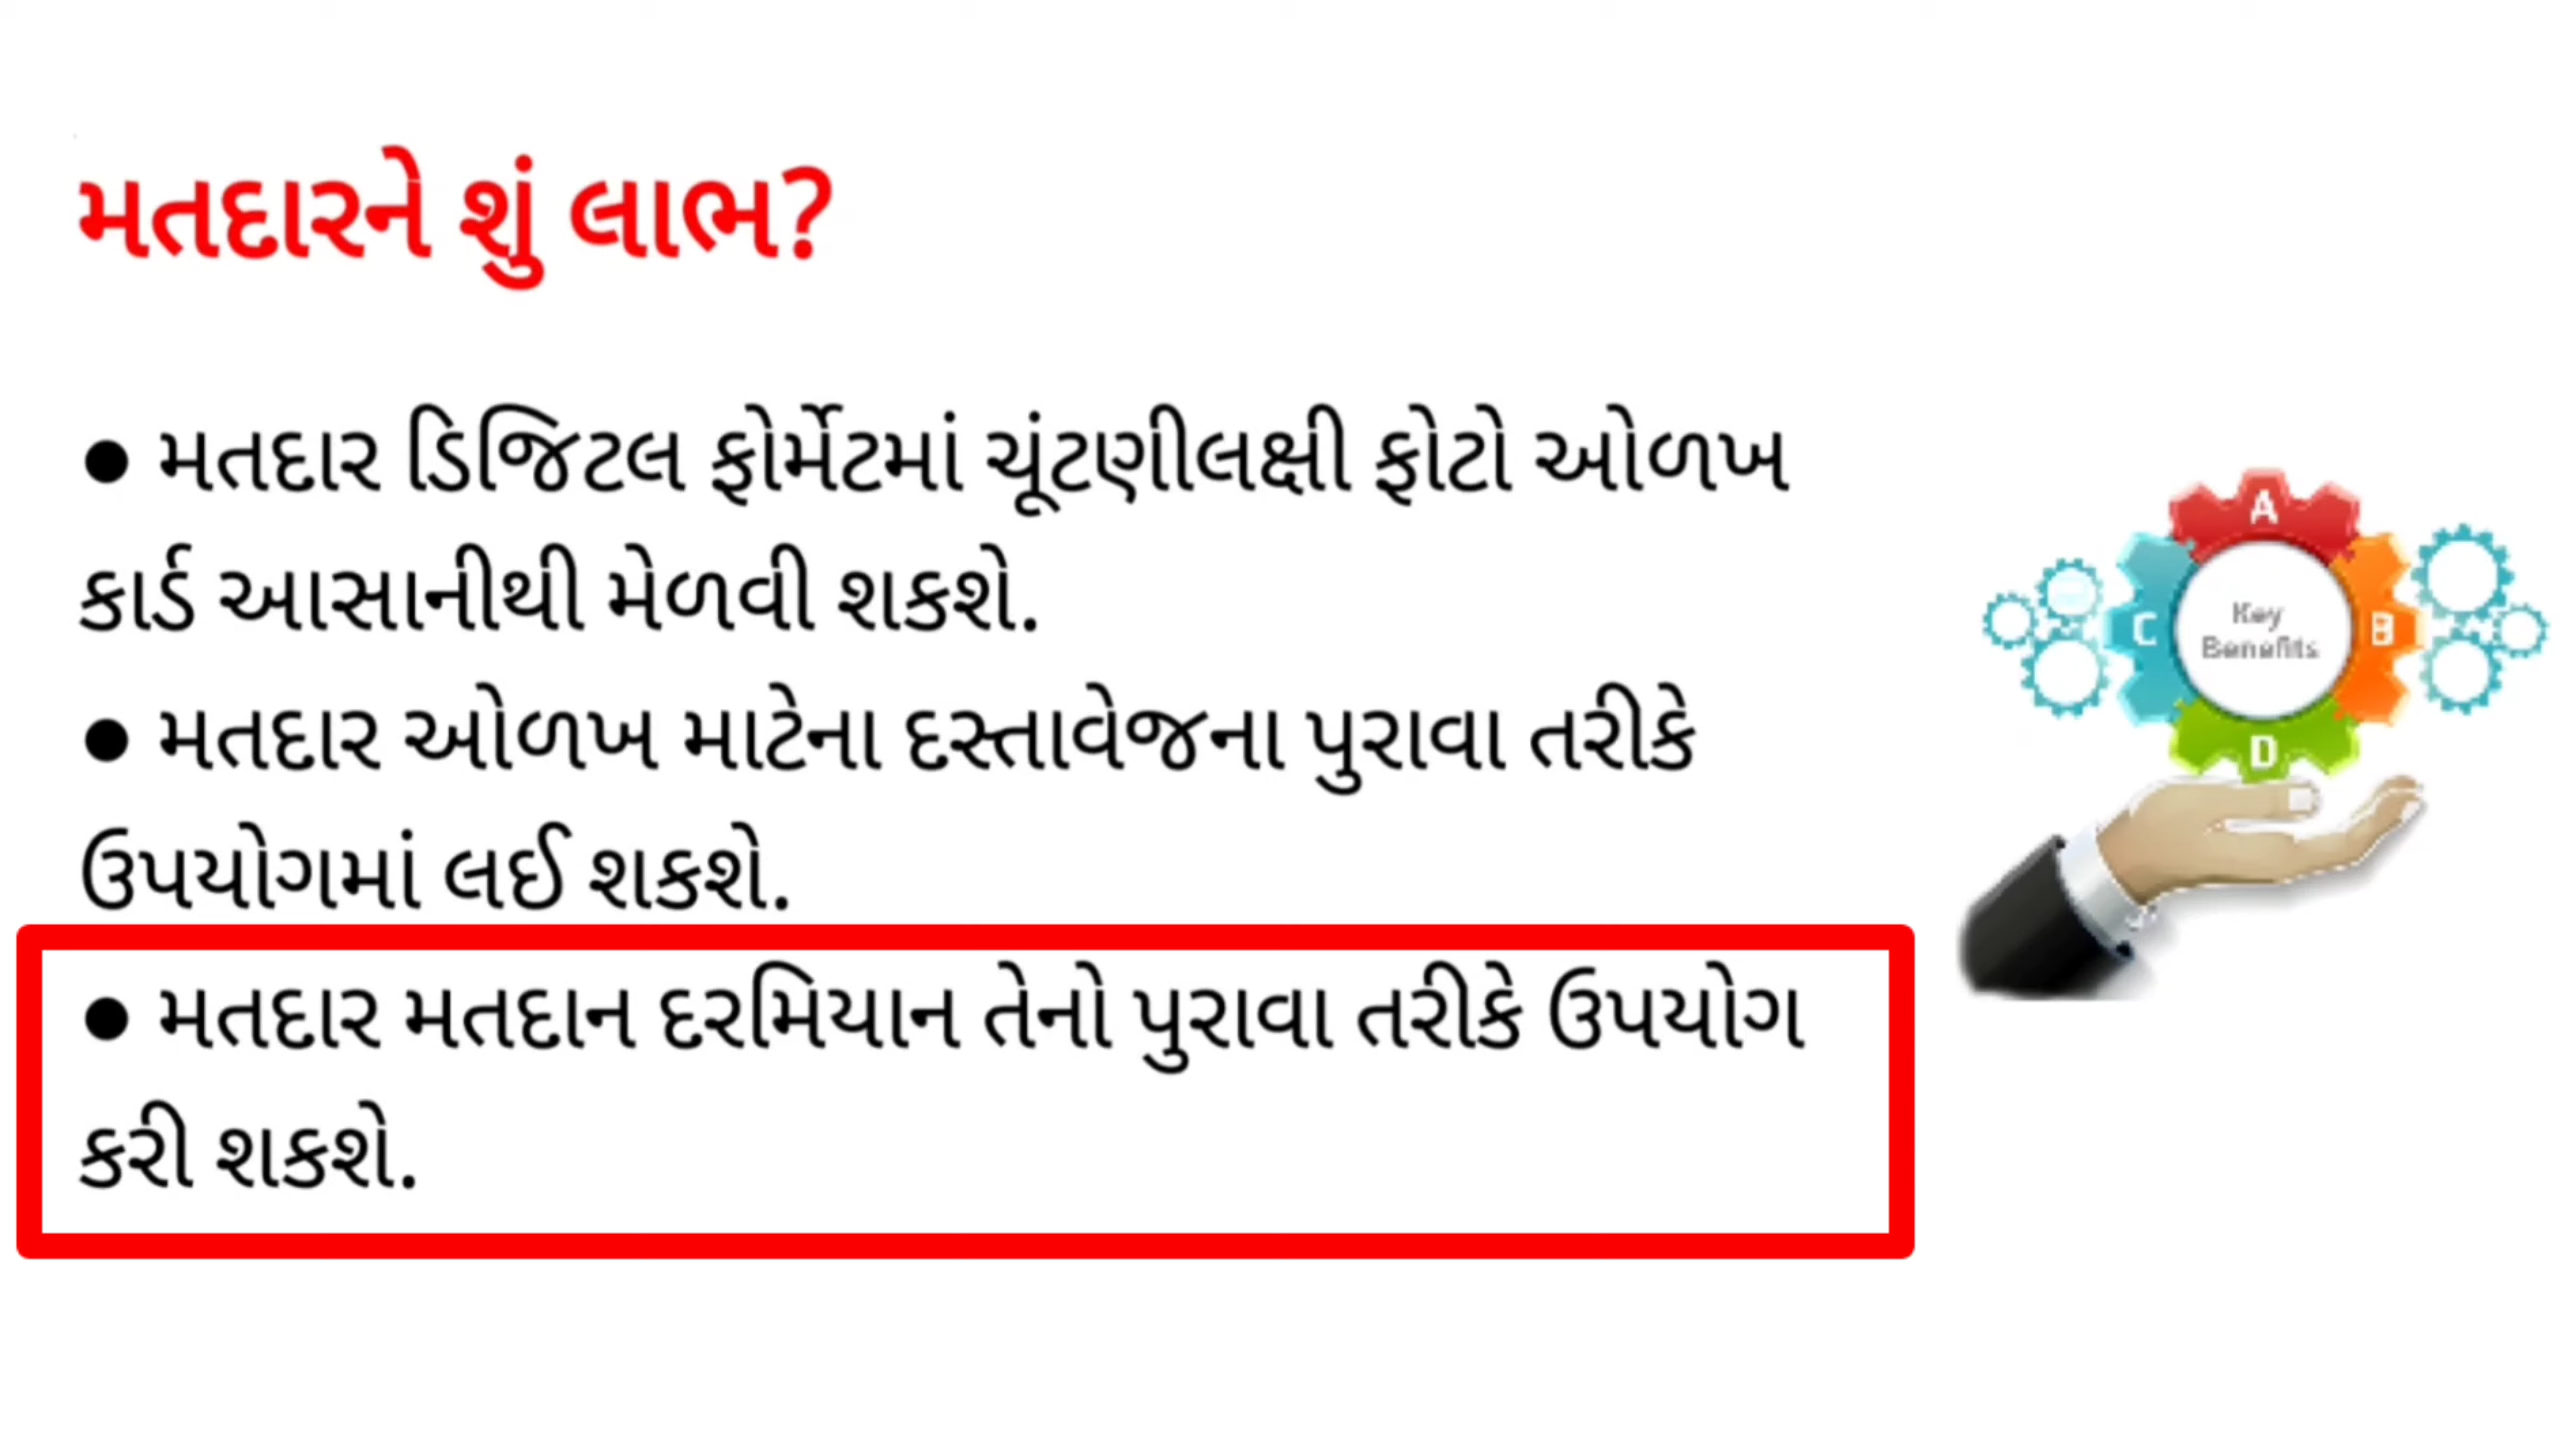 મતદારને શું લાભ?
● મતદાર ડિજિટલ ફોર્મેટમાં ચૂંટણીલક્ષી ફોટો ઓળખ
કાર્ડ આસાનીથી મેળવી શકશે.
● મતદાર ઓળખ માટેના દસ્તાવેજના પુરાવા તરીકે
ઉપયોગમાં લઈ શકશે.
● મતદાર મતદાન દરમિયાન તેનો પુરાવા તરીકે ઉપયોગ
કરી શકશે.
A
C
Key
Benefits
B
D